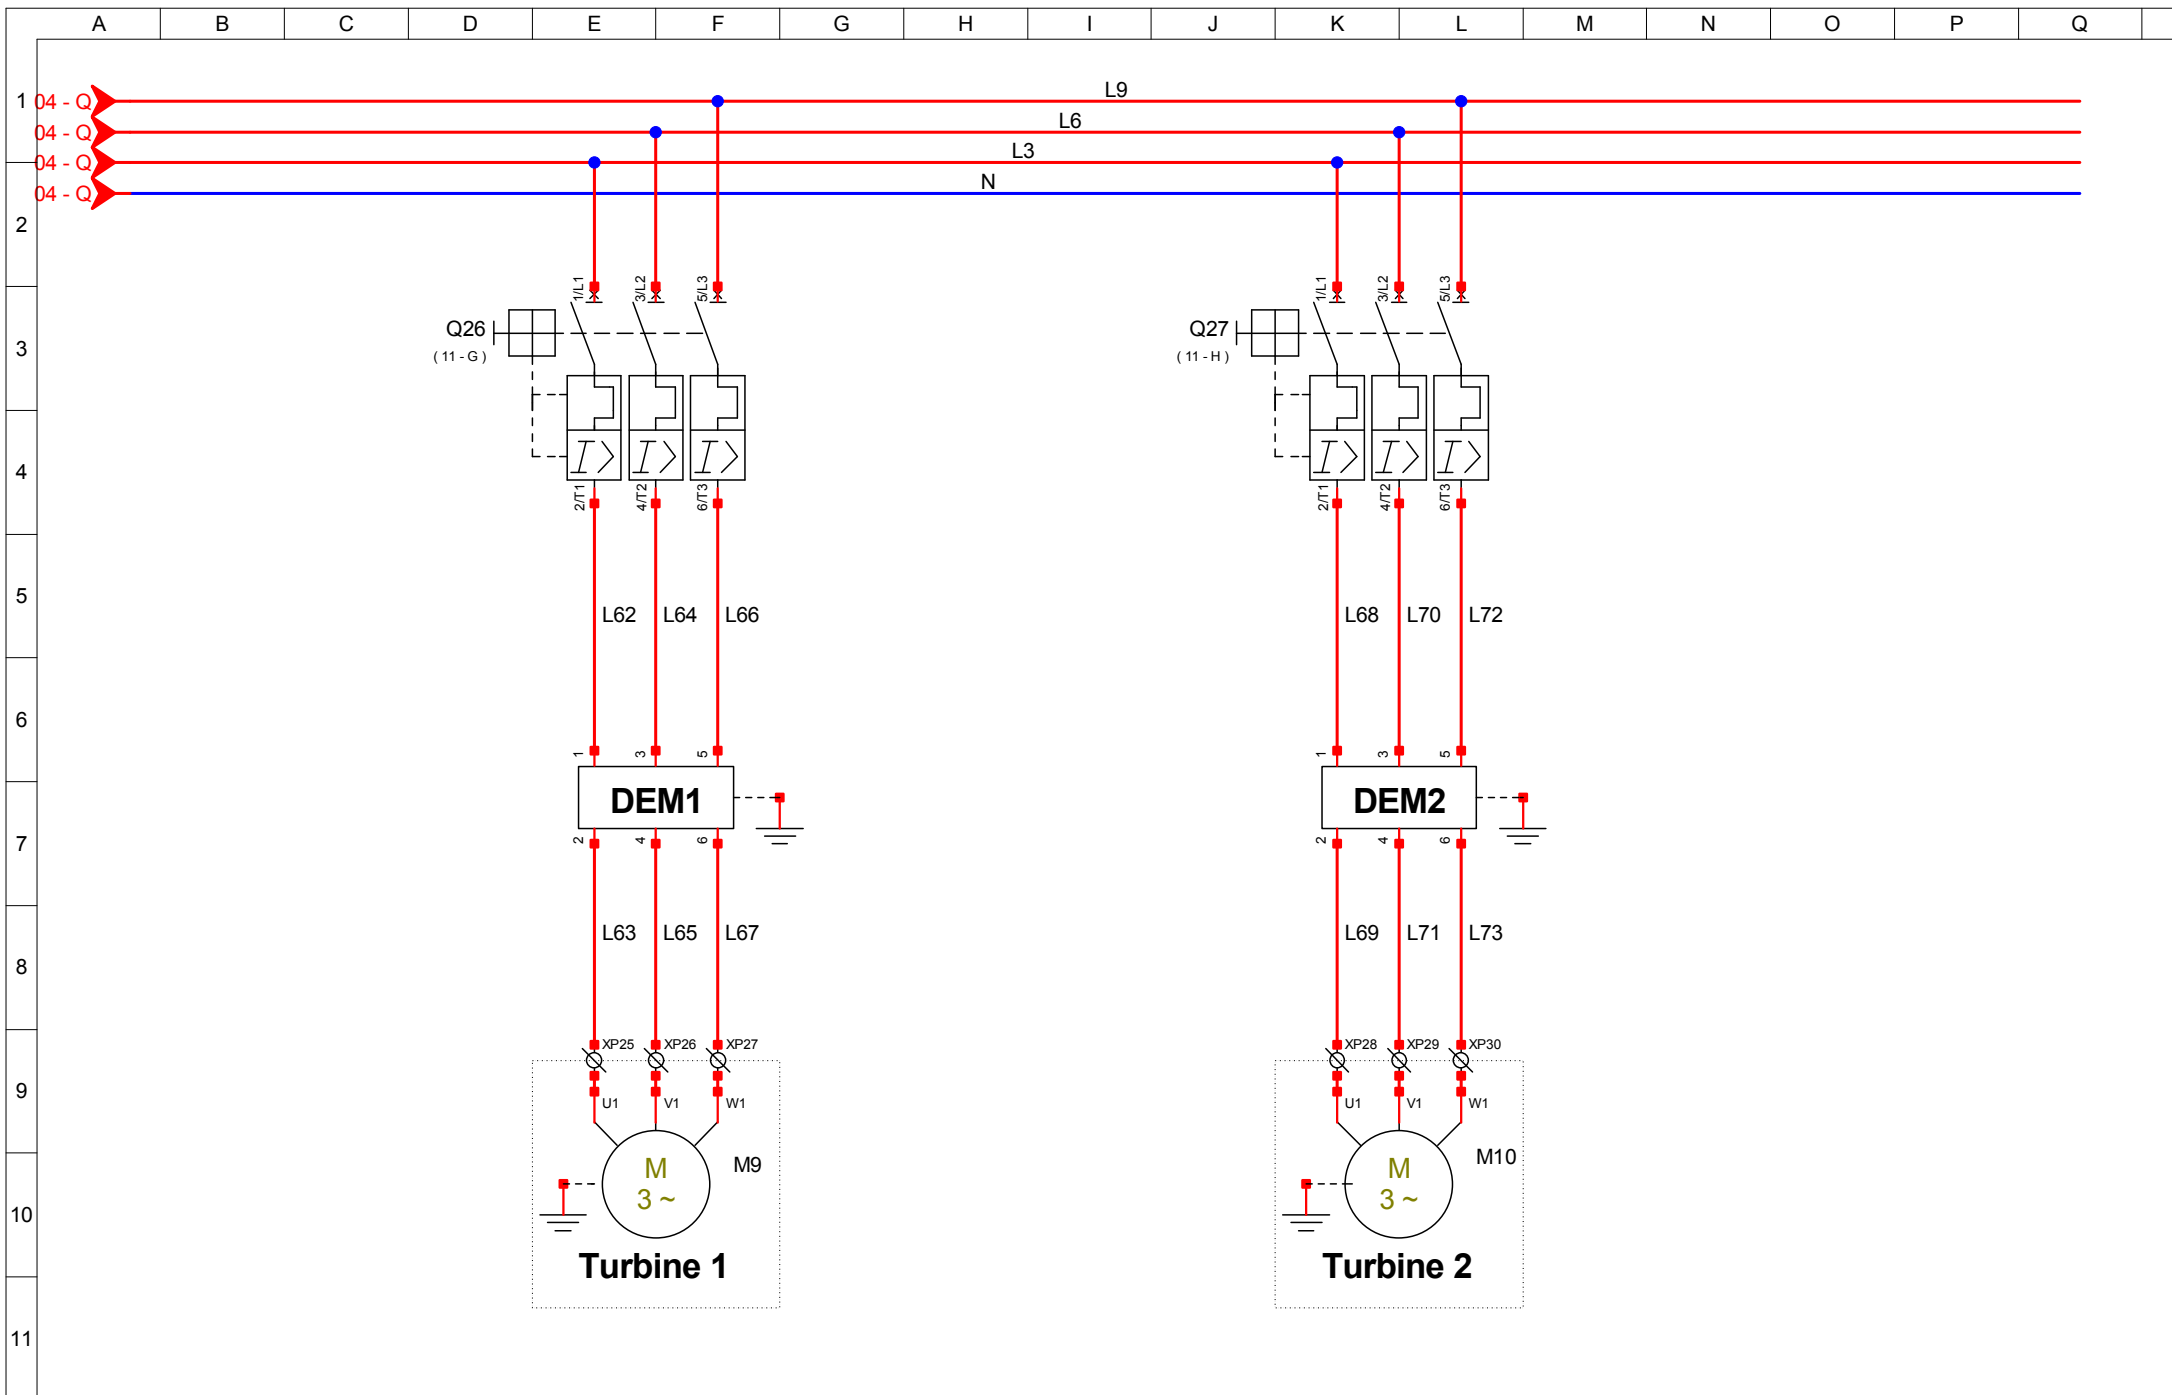 A B C D E F G H I J K L M N O P Q
1 04 - Q L9
04 - Q L6
04 - Q L3
04 - Q N
2
1/L1 3/L2 5/L3 1/L1 3/L2 5/L3
Q26 Q27
3
( 11 - G ) ( 11 - H )
I > I > I > I > I > I >
4
2/T1 4/T2 6/T3 2/T1 4/T2 6/T3
5
L62 L64 L66 L68 L70 L72
6
1 3 5 1 3 5
DEM1 DEM2
7
2 4 6 2 4 6
L63 L65 L67 L69 L71 L73
8
XP25 XP26 XP27 XP28 XP29 XP30
9
U1 V1 W1 U1 V1 W1
M M9 M M10
3 ~ 3 ~
10
Turbine 1 Turbine 2
11